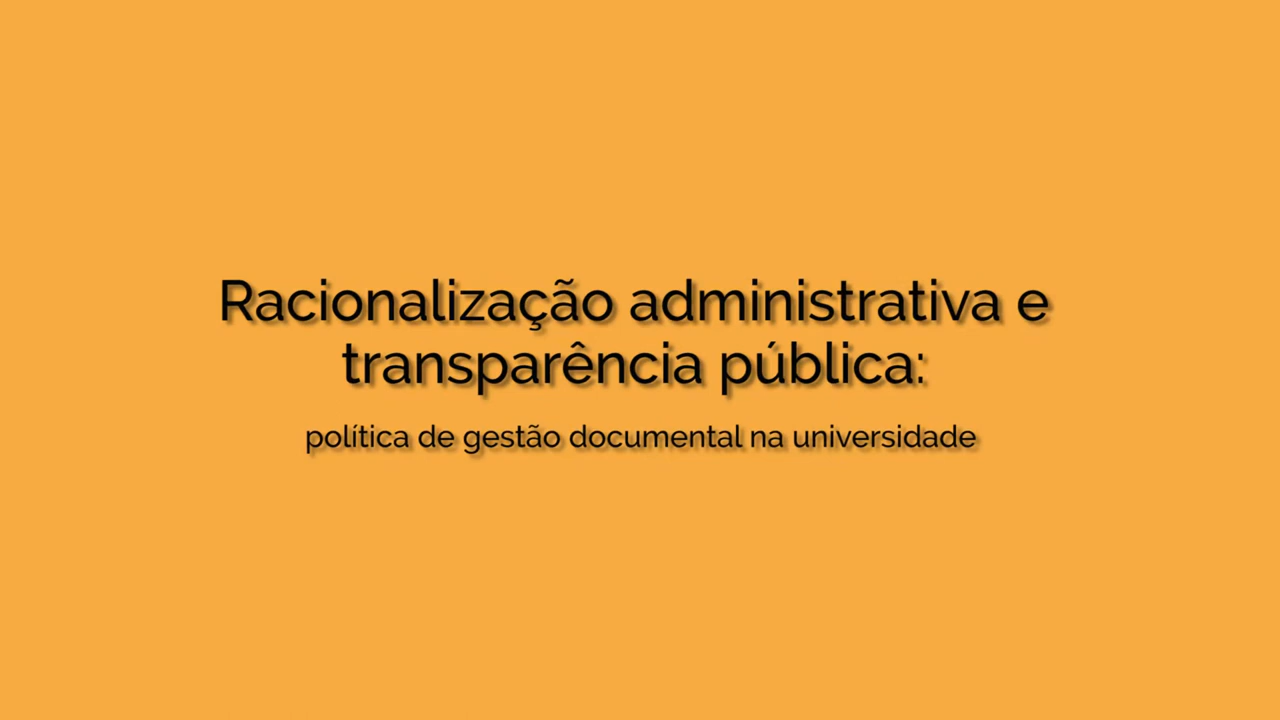 Racionalização administrativa e
transparência pública:
política de gestão documental na universidade